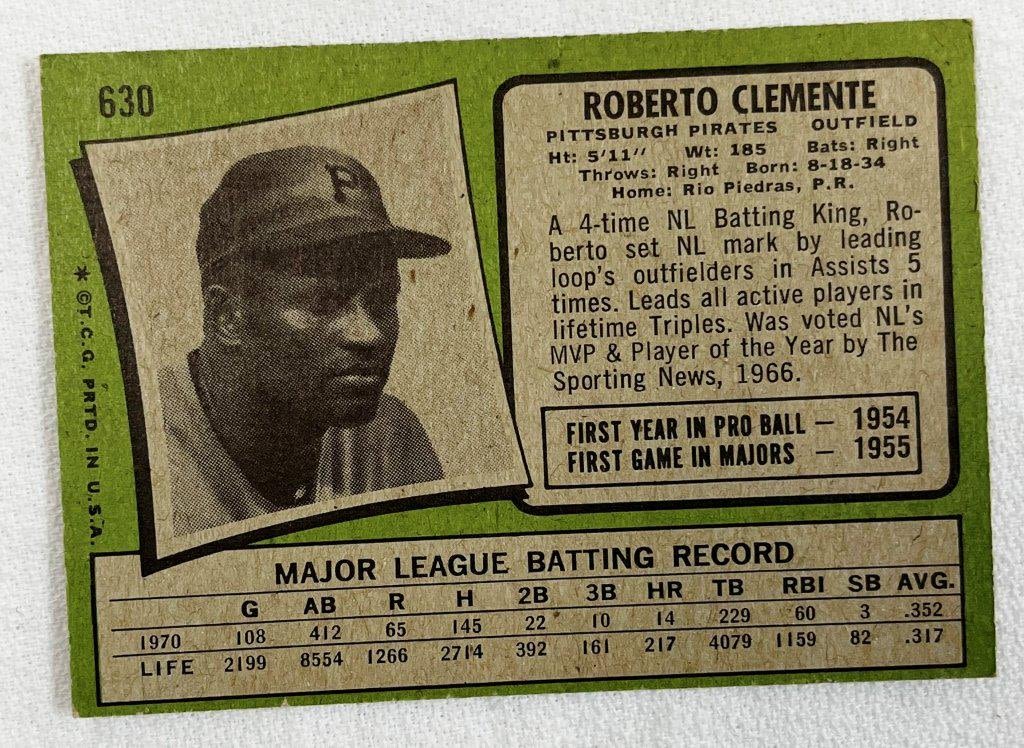 630
P
* ©T.C.G. PRTD. IN U.S.A.
ROBERTO CLEMENTE
PITTSBURGH PIRATES OUTFIELD
Ht: 5'11" Wt: 185 Bats: Right
Throws: Right Born: 8-18-34
Home: Rio Piedras, P.R.
A 4-time NL Batting King, Ro-
berto set NL mark by leading
loop's outfielders in Assists 5
times. Leads all active players in
lifetime Triples. Was voted NL's
MVP & Player of the Year by The
Sporting News, 1966.
FIRST YEAR IN PRO BALL — 1954
FIRST GAME IN MAJORS — 1955
MAJOR LEAGUE BATTING RECORD
G AB R H 2B 3B HR TB RBI SB AVG.
1970 108 412 65 145 22 10 14 229 60 3 .352
LIFE 2199 8554 1266 2714 392 161 217 4079 1159 82 .317